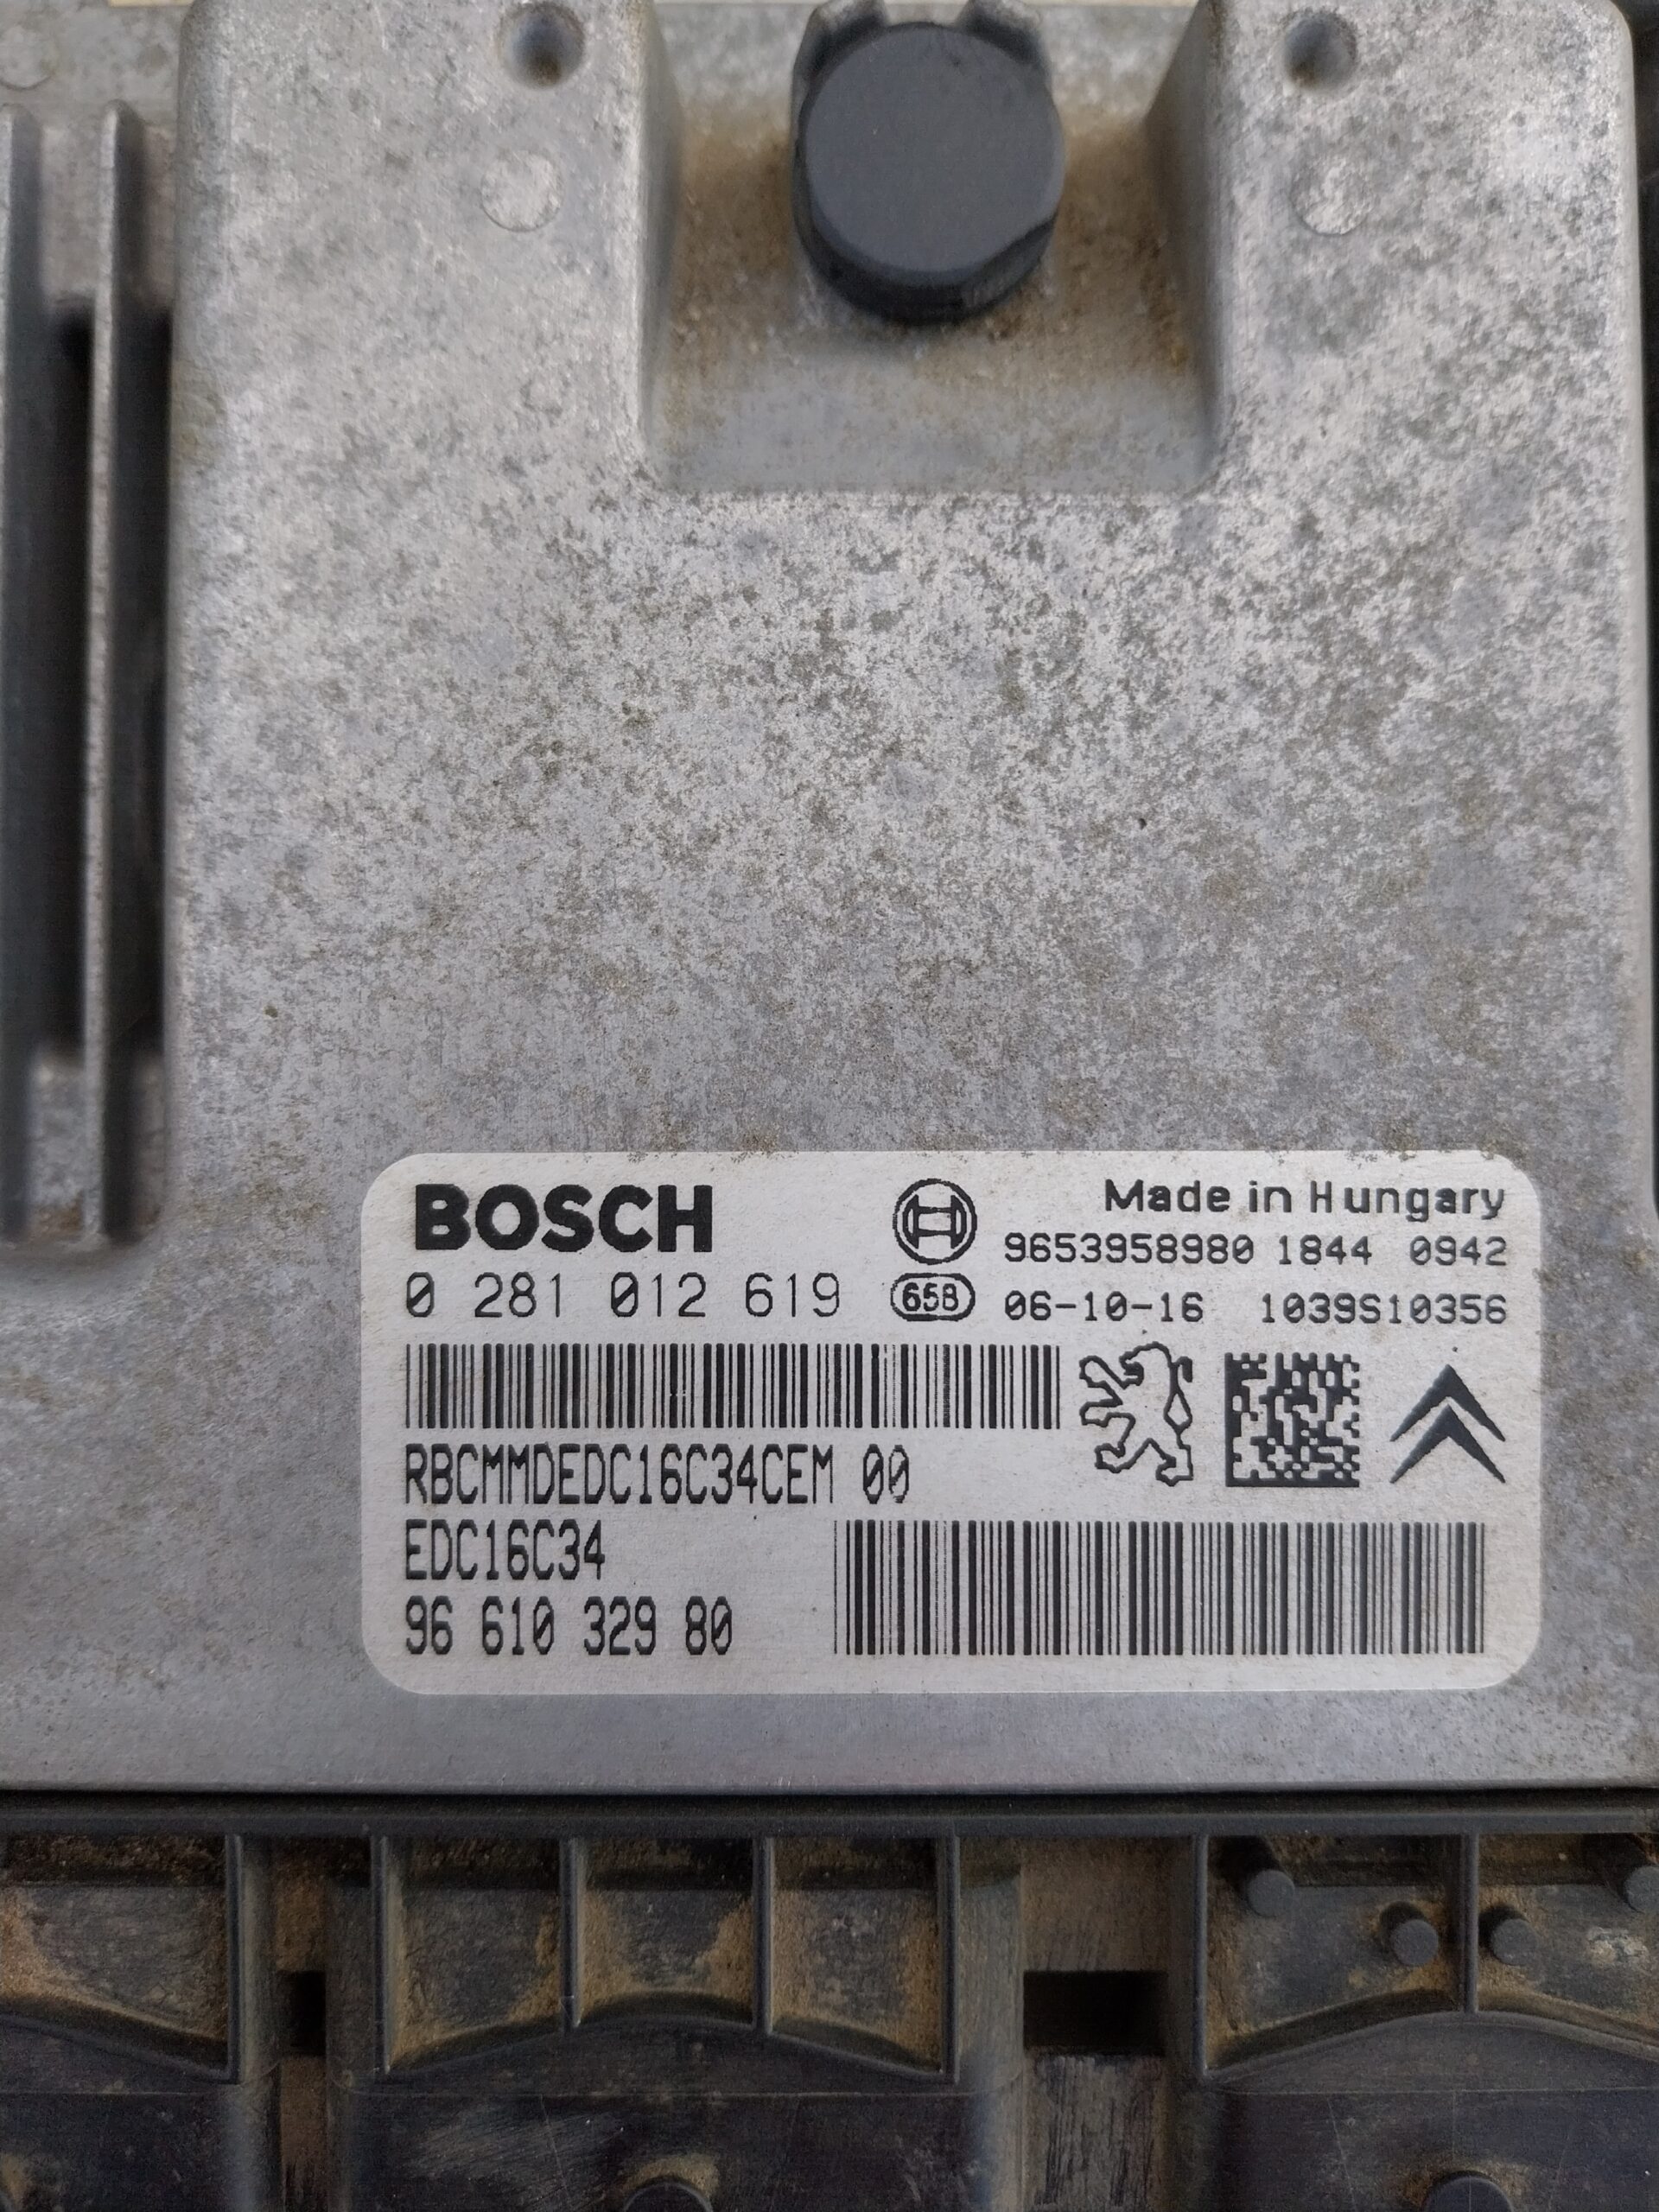 BOSCH
Made in Hungary
9653958980 1844 0942
0 281 012 619
658
06-10-16 1039S10356
RBCMMDEDC16C34CEM 00
EDC16C34
96 610 329 80